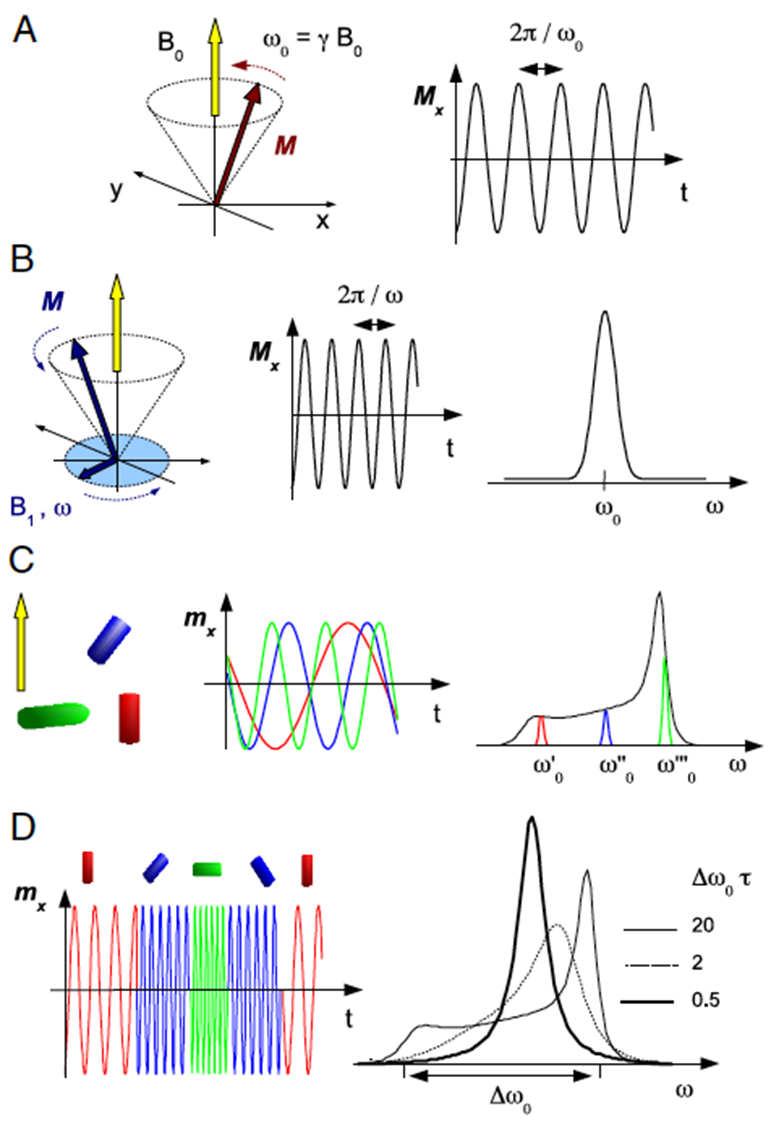 A
B₀
ω₀ = γ B₀
M
y
x
2π / ω₀
Mₓ
t
B
M
B₁ , ω
2π / ω
Mₓ
t
ω₀
ω
C
mₓ
t
ω'₀
ω''₀
ω'''₀
ω
D
mₓ
t
Δω₀ τ
20
2
0.5
Δω₀
ω